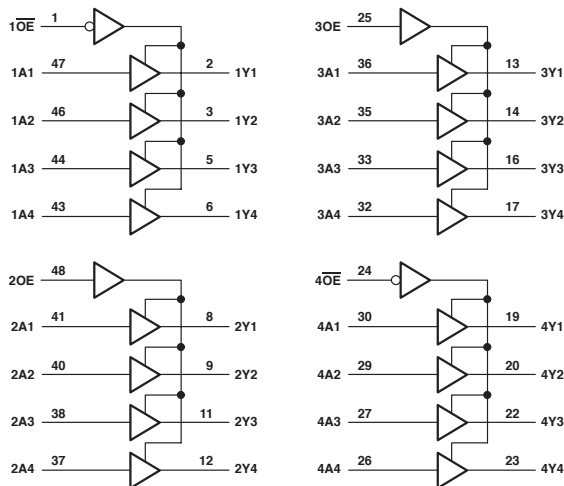 1O̅E̅ 1
1A1 47 2 1Y1
1A2 46 3 1Y2
1A3 44 5 1Y3
1A4 43 6 1Y4
3OE 25
3A1 36 13 3Y1
3A2 35 14 3Y2
3A3 33 16 3Y3
3A4 32 17 3Y4
2OE 48
2A1 41 8 2Y1
2A2 40 9 2Y2
2A3 38 11 2Y3
2A4 37 12 2Y4
4O̅E̅ 24
4A1 30 19 4Y1
4A2 29 20 4Y2
4A3 27 22 4Y3
4A4 26 23 4Y4